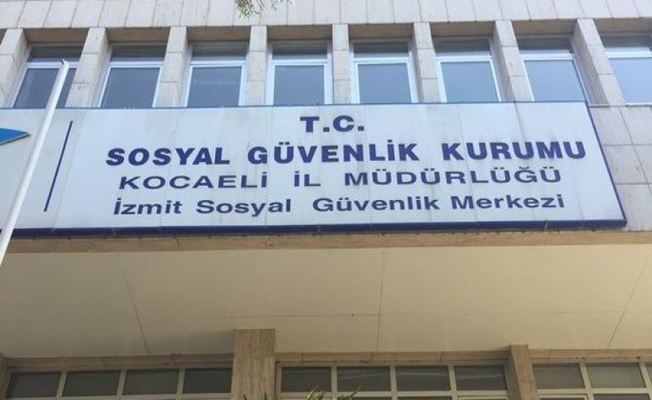 T.C.
SOSYAL GÜVENLİK KURUMU
KOCAELİ İL MÜDÜRLÜĞÜ
İzmit Sosyal Güvenlik Merkezi